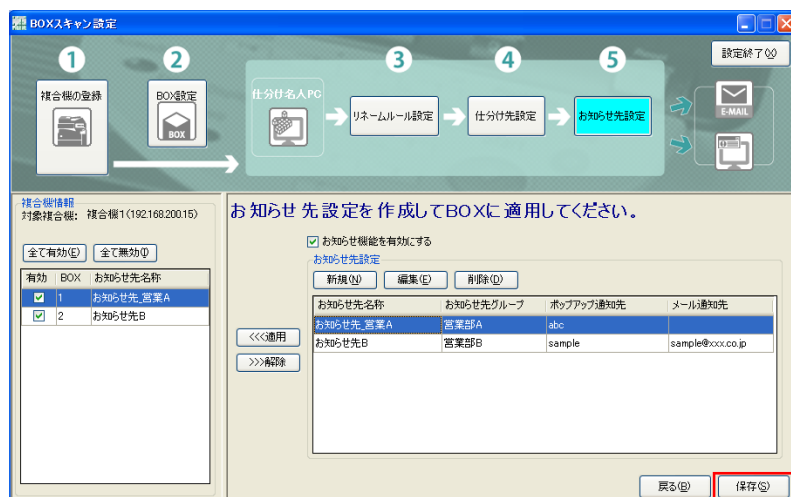 BOXスキャン設定
設定終了(X)
1
2
3
4
5
複合機の登録
BOX設定
BOX
仕分け名人PC
リネームルール設定
仕分け先設定
お知らせ先設定
E-MAIL
複合機情報
対象複合機: 複合機1(192.168.200.15)
全て有効(E)
全て無効(I)
有効 BOX お知らせ先名称
1 お知らせ先_営業A
2 お知らせ先B
お知らせ先設定を作成してBOXに適用してください。
お知らせ機能を有効にする
お知らせ先設定
新規(N)
編集(E)
削除(D)
お知らせ先名称 お知らせ先グループ ポップアップ通知先 メール通知先
お知らせ先_営業A 営業部A abc
お知らせ先B 営業部B sample sample@xxx.co.jp
<<<適用
>>>解除
戻る(B)
保存(S)